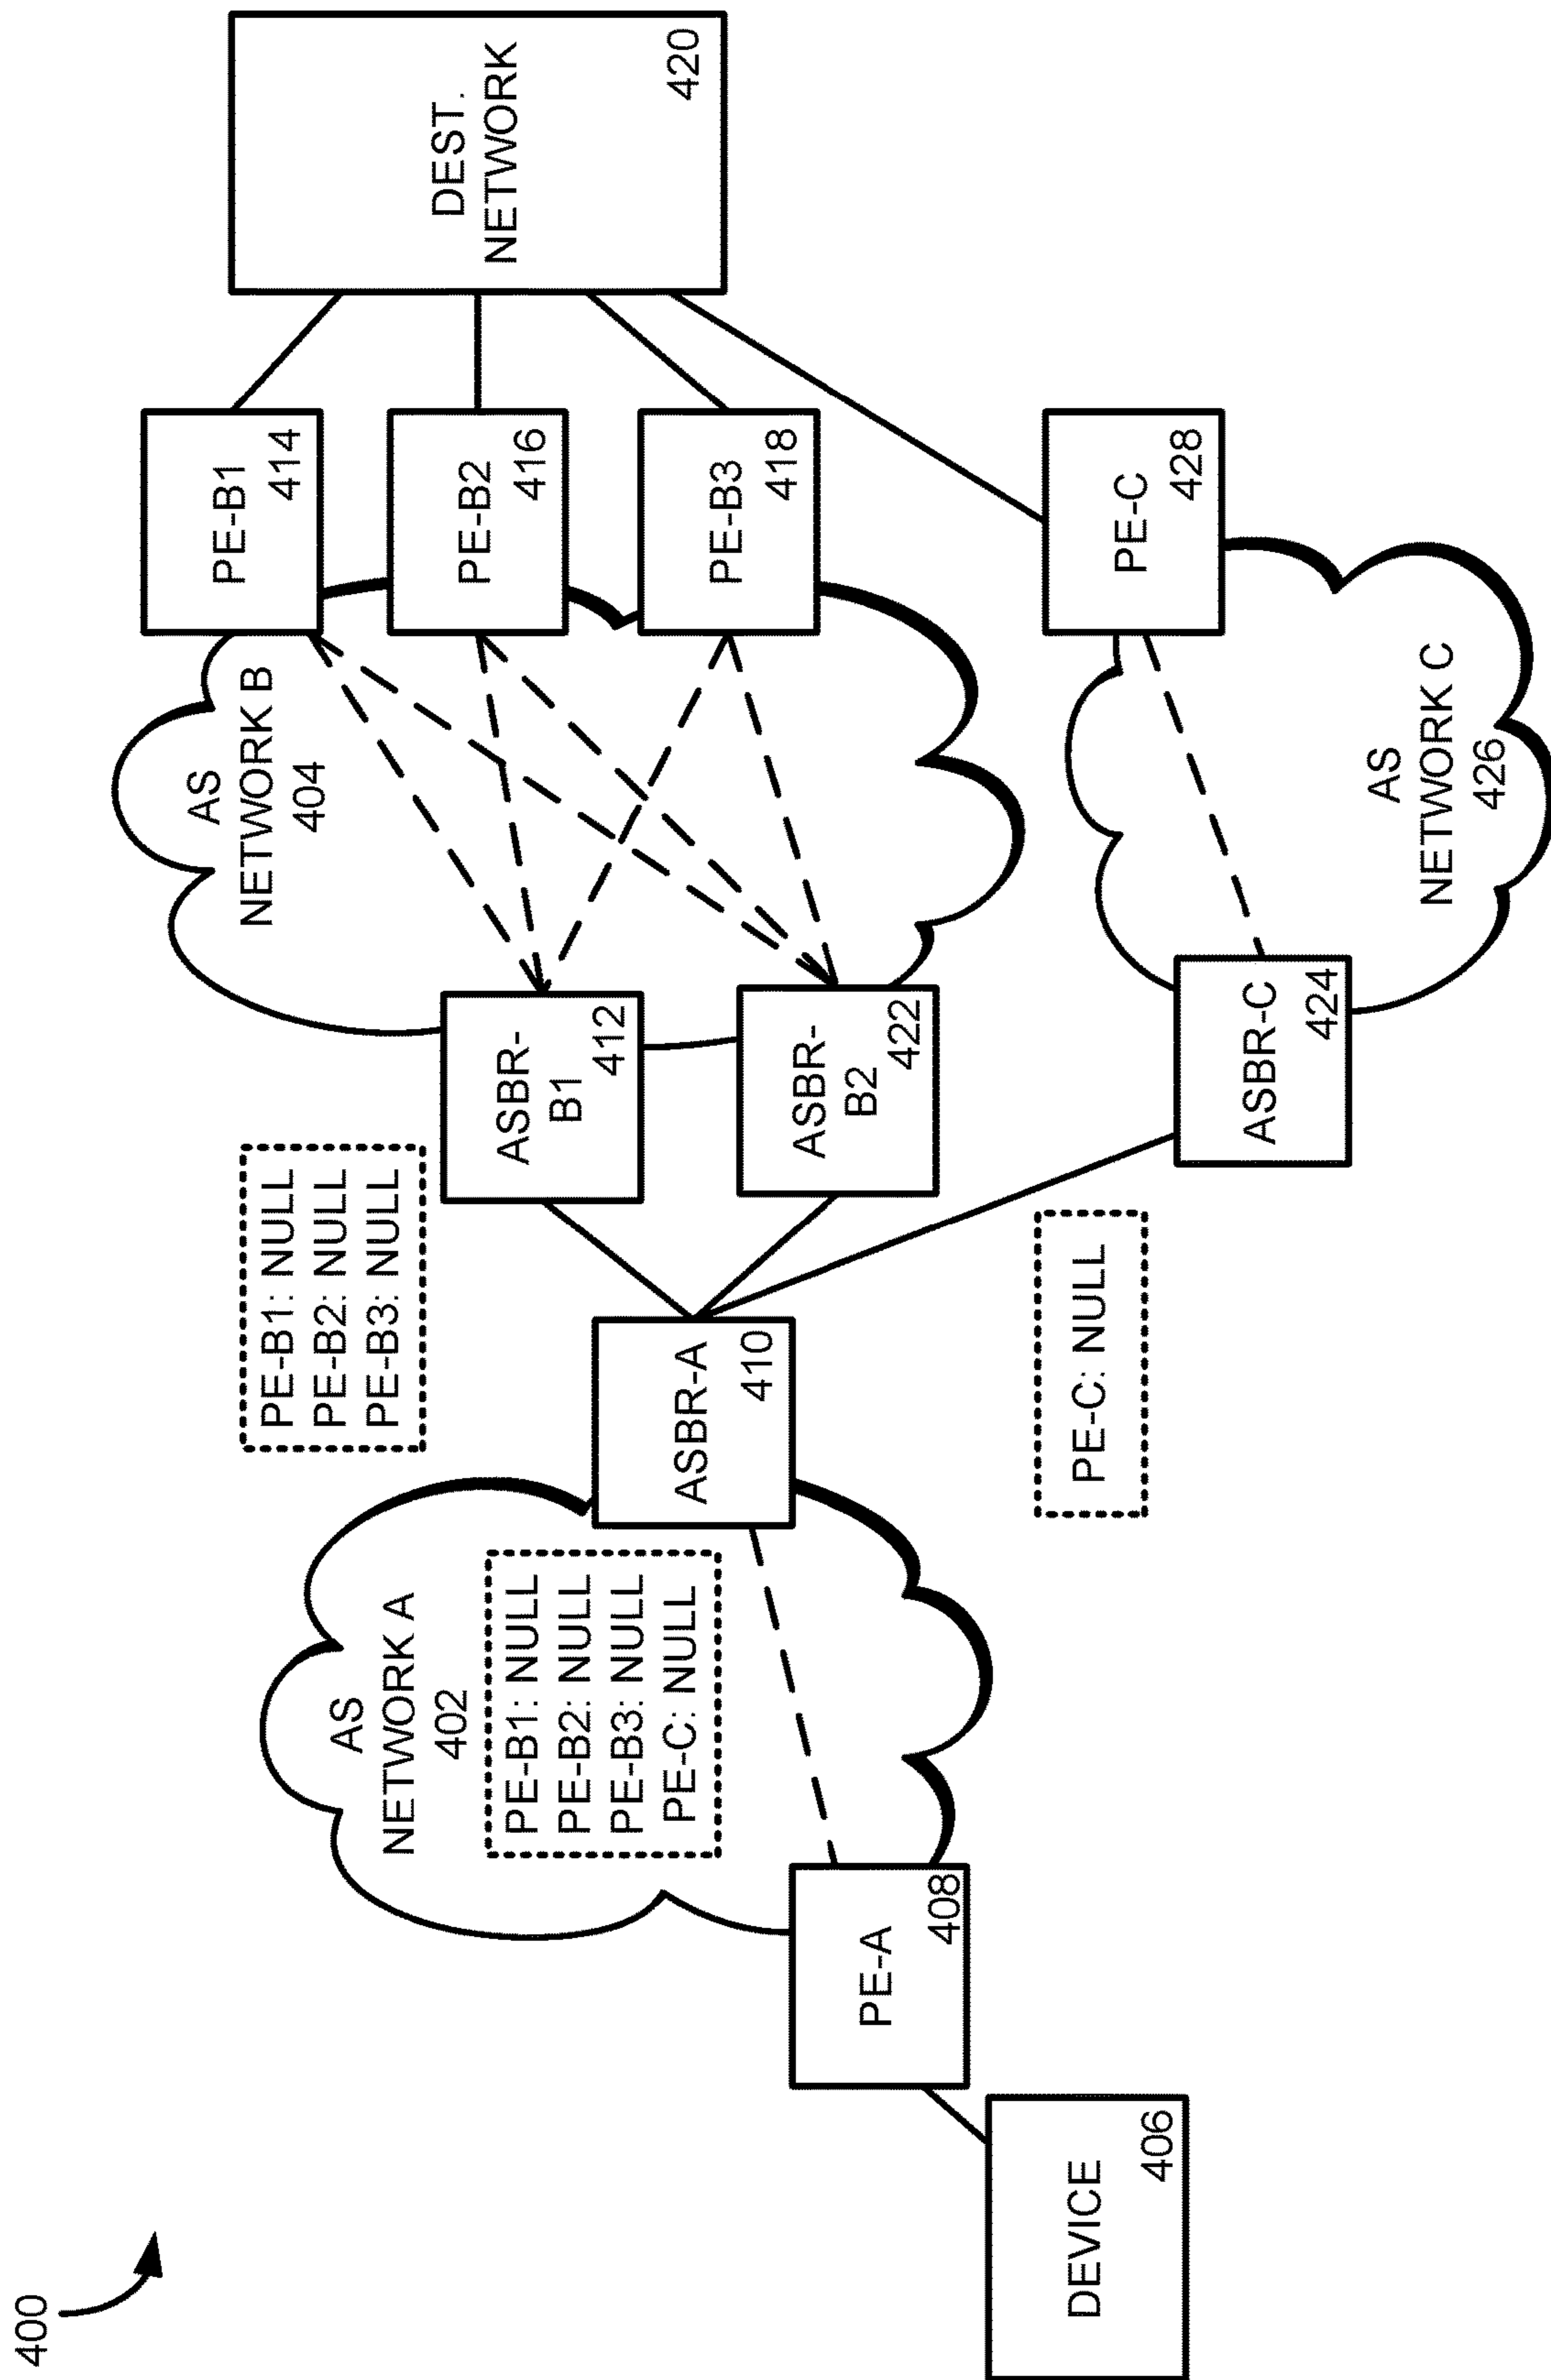 400
DEVICE
406
PE-A
408
AS
NETWORK A
402
PE-B1: NULL
PE-B2: NULL
PE-B3: NULL
PE-C: NULL
ASBR-A
410
PE-B1: NULL
PE-B2: NULL
PE-B3: NULL
PE-C: NULL
ASBR-
B1
412
ASBR-
B2
422
ASBR-C
424
AS
NETWORK B
404
AS
NETWORK C
426
PE-B1
414
PE-B2
416
PE-B3
418
PE-C
428
DEST.
NETWORK
420